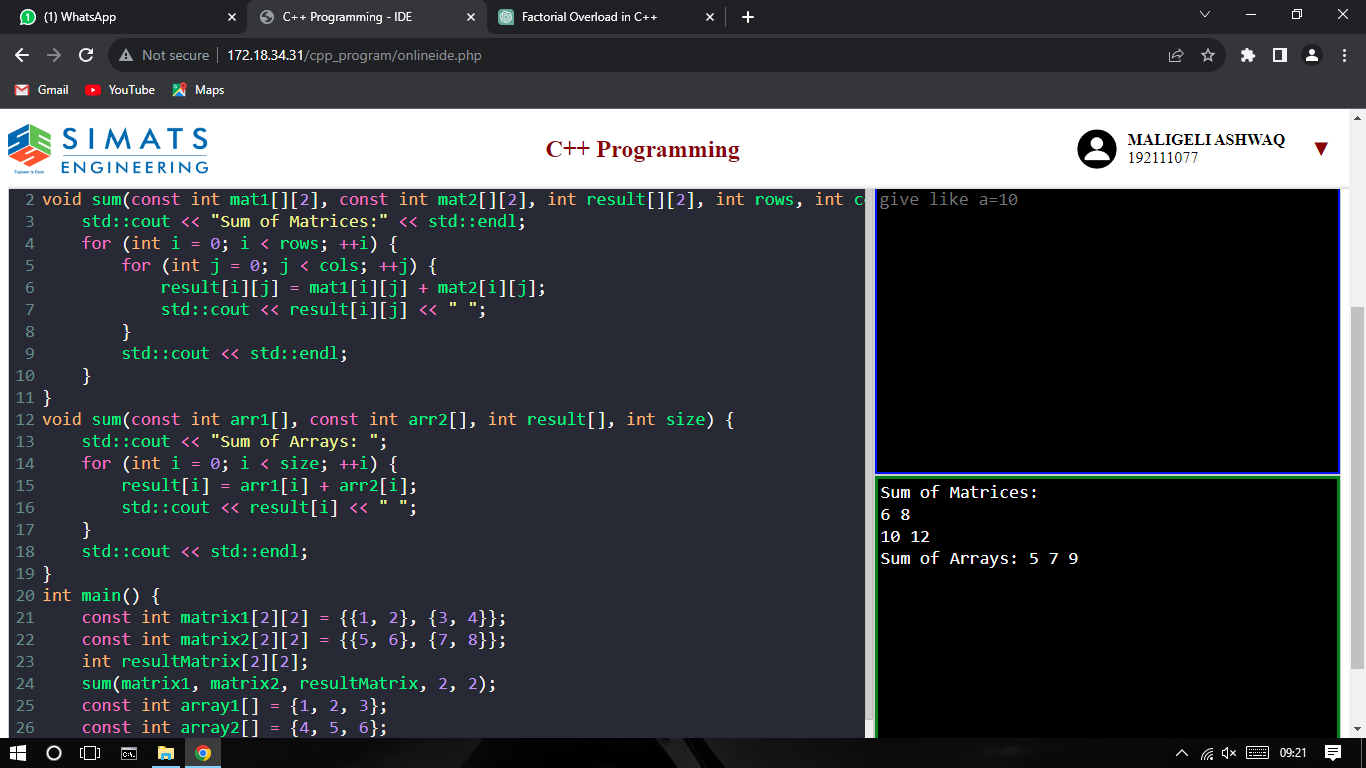 (1) WhatsApp
C++ Programming - IDE
Factorial Overload in C++
Not secure
172.18.34.31/cpp_program/onlineide.php
Gmail
YouTube
Maps
SIMATS
ENGINEERING
Engineer to Excel
C++ Programming
MALIGELI ASHWAQ
192111077
2 void sum(const int mat1[][2], const int mat2[][2], int result[][2], int rows, int c
3     std::cout << "Sum of Matrices:" << std::endl;
4     for (int i = 0; i < rows; ++i) {
5         for (int j = 0; j < cols; ++j) {
6             result[i][j] = mat1[i][j] + mat2[i][j];
7             std::cout << result[i][j] << " ";
8         }
9         std::cout << std::endl;
10     }
11 }
12 void sum(const int arr1[], const int arr2[], int result[], int size) {
13     std::cout << "Sum of Arrays: ";
14     for (int i = 0; i < size; ++i) {
15         result[i] = arr1[i] + arr2[i];
16         std::cout << result[i] << " ";
17     }
18     std::cout << std::endl;
19 }
20 int main() {
21     const int matrix1[2][2] = {{1, 2}, {3, 4}};
22     const int matrix2[2][2] = {{5, 6}, {7, 8}};
23     int resultMatrix[2][2];
24     sum(matrix1, matrix2, resultMatrix, 2, 2);
25     const int array1[] = {1, 2, 3};
26     const int array2[] = {4, 5, 6};
give like a=10
Sum of Matrices:
6 8
10 12
Sum of Arrays: 5 7 9
09:21